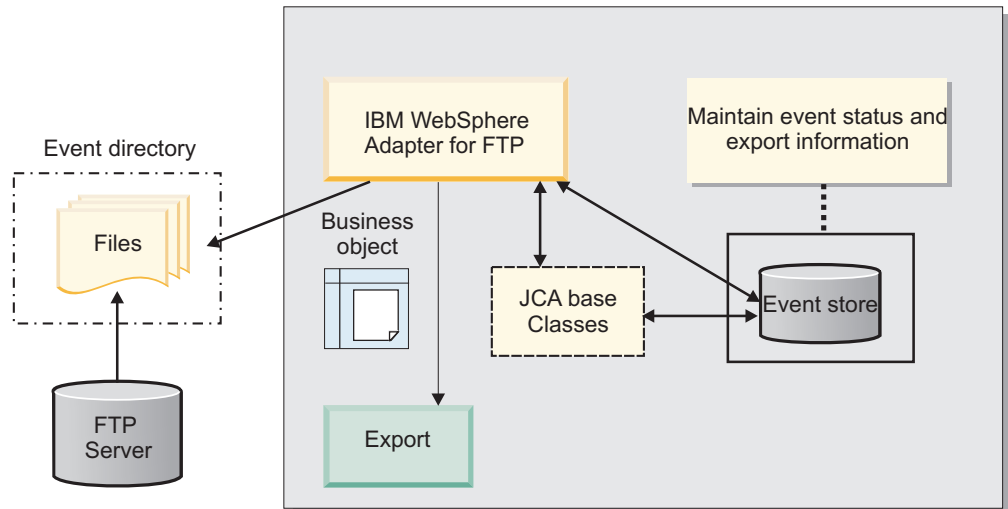 Event directory
Files
FTP
Server
IBM WebSphere
Adapter for FTP
Maintain event status and
export information
Business
object
JCA base
Classes
Event store
Export